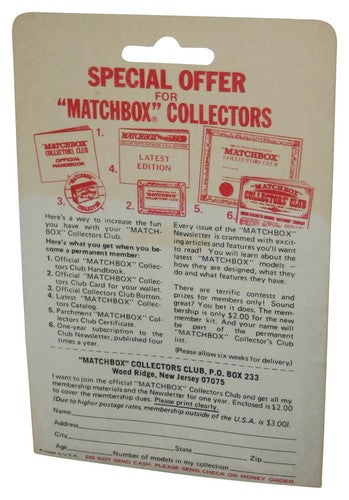 SPECIAL OFFER
FOR
"MATCHBOX"® COLLECTORS
1.
MATCHBOX
COLLECTORS CLUB
OFFICIAL
HANDBOOK
3.
MATCHBOX
COLLECTOR
4.
LATEST
EDITION
2.
5.
MATCHBOX
COLLECTORS CLUB
6.
MATCHBOX
COLLECTORS CLUB
Here's a way to increase the fun
you have with your "MATCH-
BOX" Collectors Club.
Here's what you get when you be-
come a permanent member:
1. Official "MATCHBOX" Collec-
tors Club Handbook.
2. Official "MATCHBOX" Collec-
tors Club Card for your wallet.
3. Official Collectors Club Button.
4. Latest "MATCHBOX" Collec-
tors Catalog.
5. Parchment "MATCHBOX" Col-
lectors Club Certificate.
6. One-year subscription to the
Club Newsletter, published four
times a year.
Every issue of the "MATCHBOX"
Newsletter is crammed with excit-
ing articles and features you'll want
to read! You will learn about the
latest "MATCHBOX" models –
how they are designed, what they
do and what they look like.
There are terrific contests and
prizes for members only! Sound
great? You bet it does. The mem-
bership is only $2.00 for the new
member kit. And your name will
be part of the permanent
"MATCHBOX" Collector's Club
list.
(Please allow six weeks for delivery)
"MATCHBOX" COLLECTORS CLUB, P.O. BOX 233
Wood Ridge, New Jersey 07075
I want to join the official "MATCHBOX" Collectors Club and get all my
membership materials and the Newsletter for one year. Enclosed is $2.00
to cover the membership dues. Please print clearly.
(Due to higher postage rates, membership outside of the U.S.A. is $3.00).
Name
Address
City
State
Zip
Age
Number of models in my collection
PRINTED IN U.S.A.
DO NOT SEND CASH. PLEASE SEND CHECK OR MONEY ORDER.